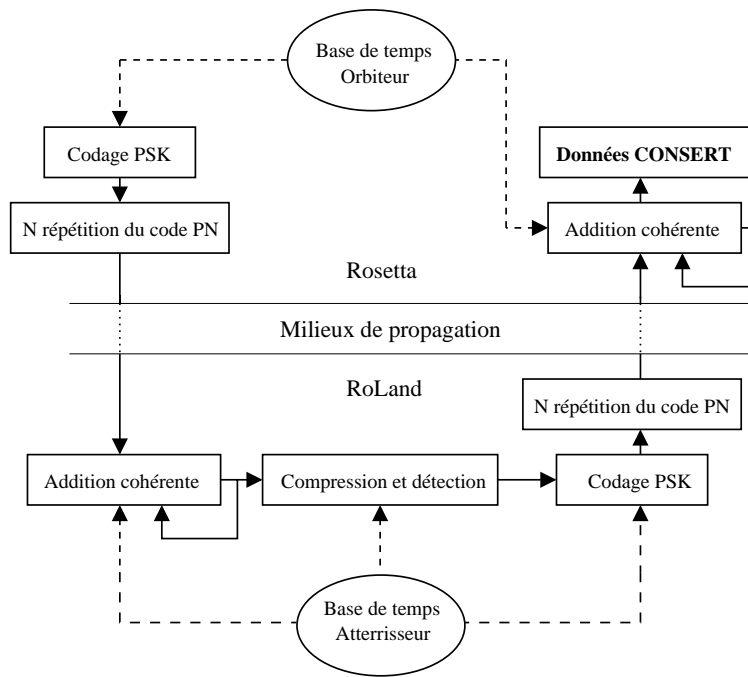 Base de temps
Orbiteur
Codage PSK
Données CONSERT
N répétition du code PN
Addition cohérente
Rosetta
Milieux de propagation
RoLand
N répétition du code PN
Addition cohérente
Compression et détection
Codage PSK
Base de temps
Atterrisseur